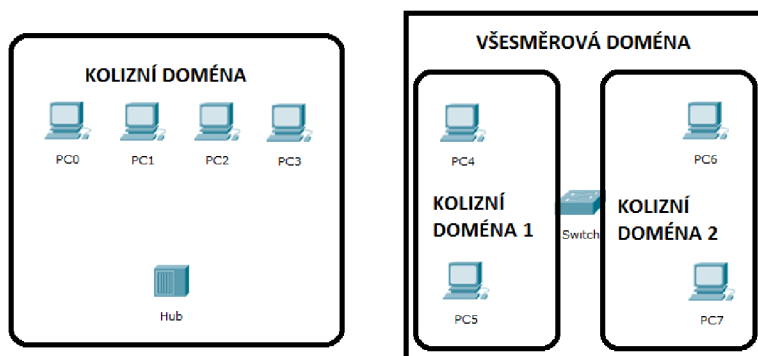 KOLIZNÍ DOMÉNA
PC0
PC1
PC2
PC3
Hub
VŠESMĚROVÁ DOMÉNA
PC4
KOLIZNÍ
DOMÉNA 1
PC5
Switch
PC6
KOLIZNÍ
DOMÉNA 2
PC7